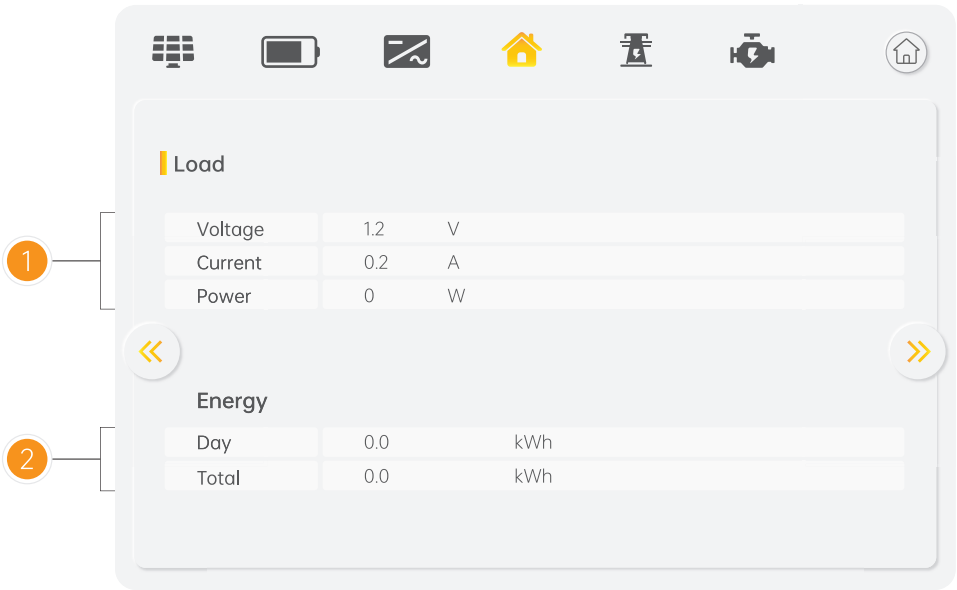 Load
1
Voltage 1.2 V
Current 0.2 A
Power 0 W
Energy
2
Day 0.0 kWh
Total 0.0 kWh